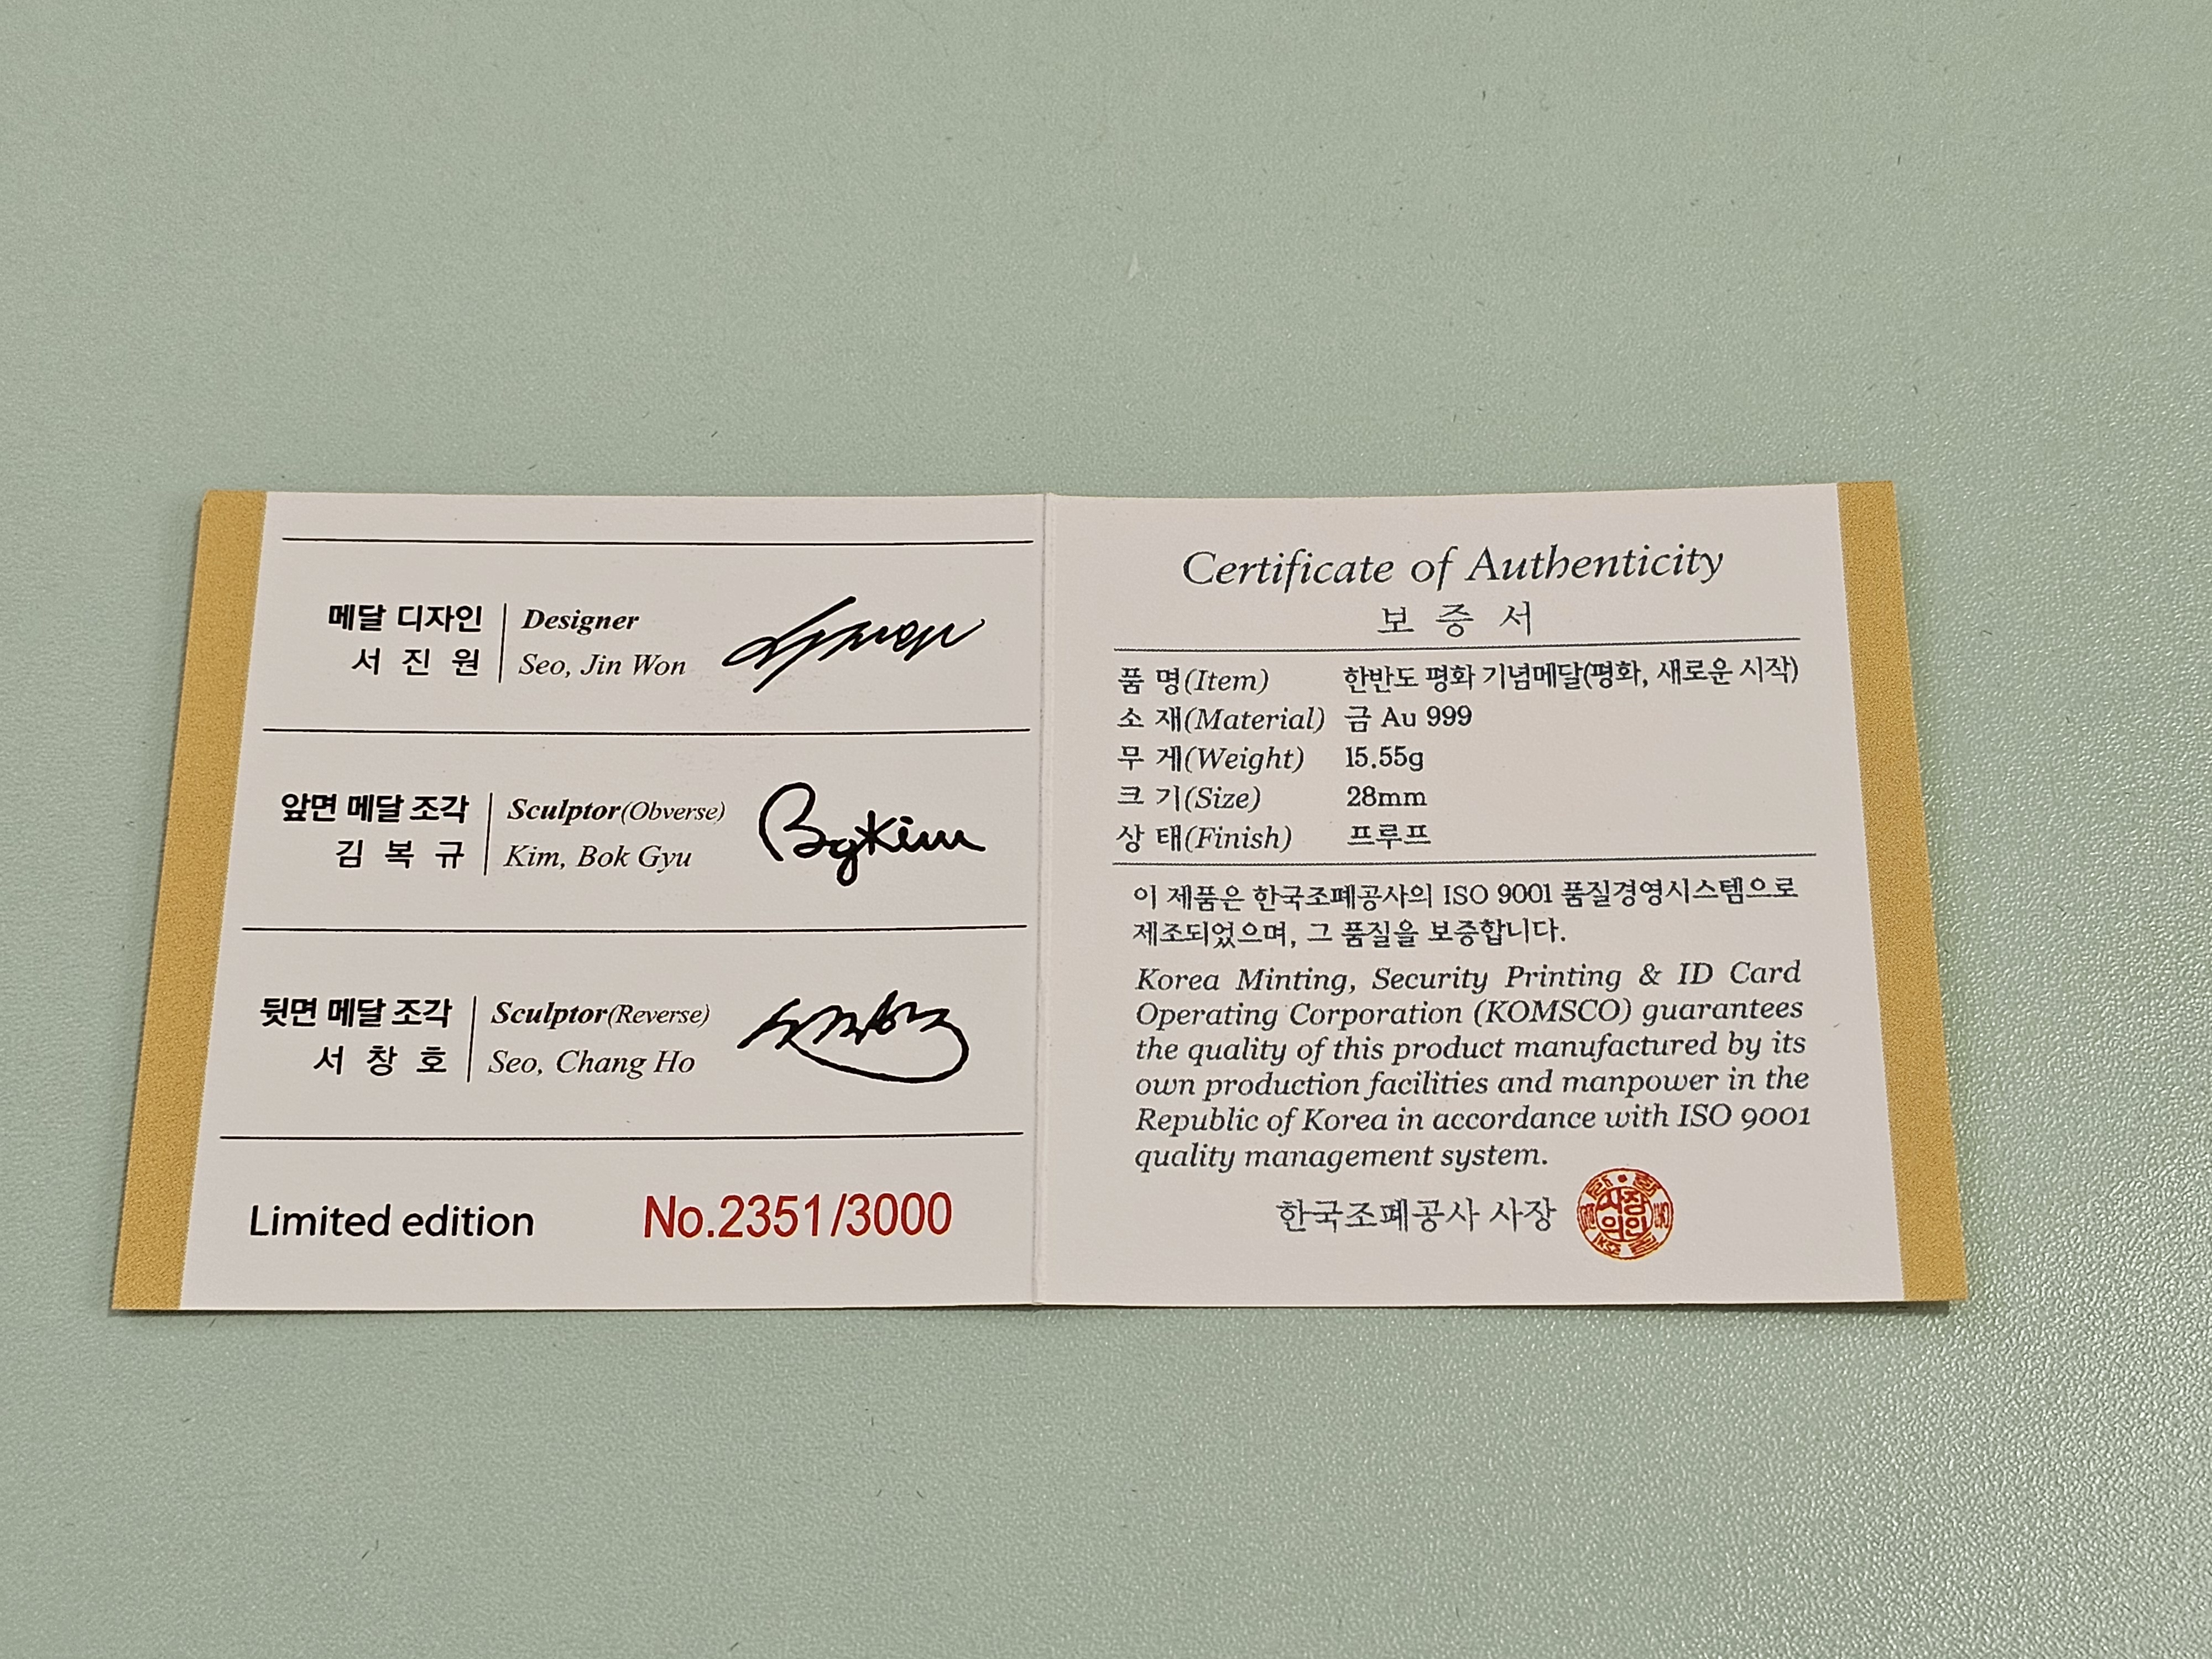 메달 디자인 | Designer
서 진 원 | Seo, Jin Won
앞면 메달 조각 | Sculptor(Obverse)
김 복 규 | Kim, Bok Gyu
Bg Kim
뒷면 메달 조각 | Sculptor(Reverse)
서 창 호 | Seo, Chang Ho
Limited edition No.2351/3000
Certificate of Authenticity
보 증 서
품 명(Item) 한반도 평화 기념메달(평화, 새로운 시작)
소 재(Material) 금 Au 999
무 게(Weight) 15.55g
크 기(Size) 28mm
상 태(Finish) 프루프
이 제품은 한국조폐공사의 ISO 9001 품질경영시스템으로
제조되었으며, 그 품질을 보증합니다.
Korea Minting, Security Printing & ID Card
Operating Corporation (KOMSCO) guarantees
the quality of this product manufactured by its
own production facilities and manpower in the
Republic of Korea in accordance with ISO 9001
quality management system.
한국조폐공사 사장
사장
의인